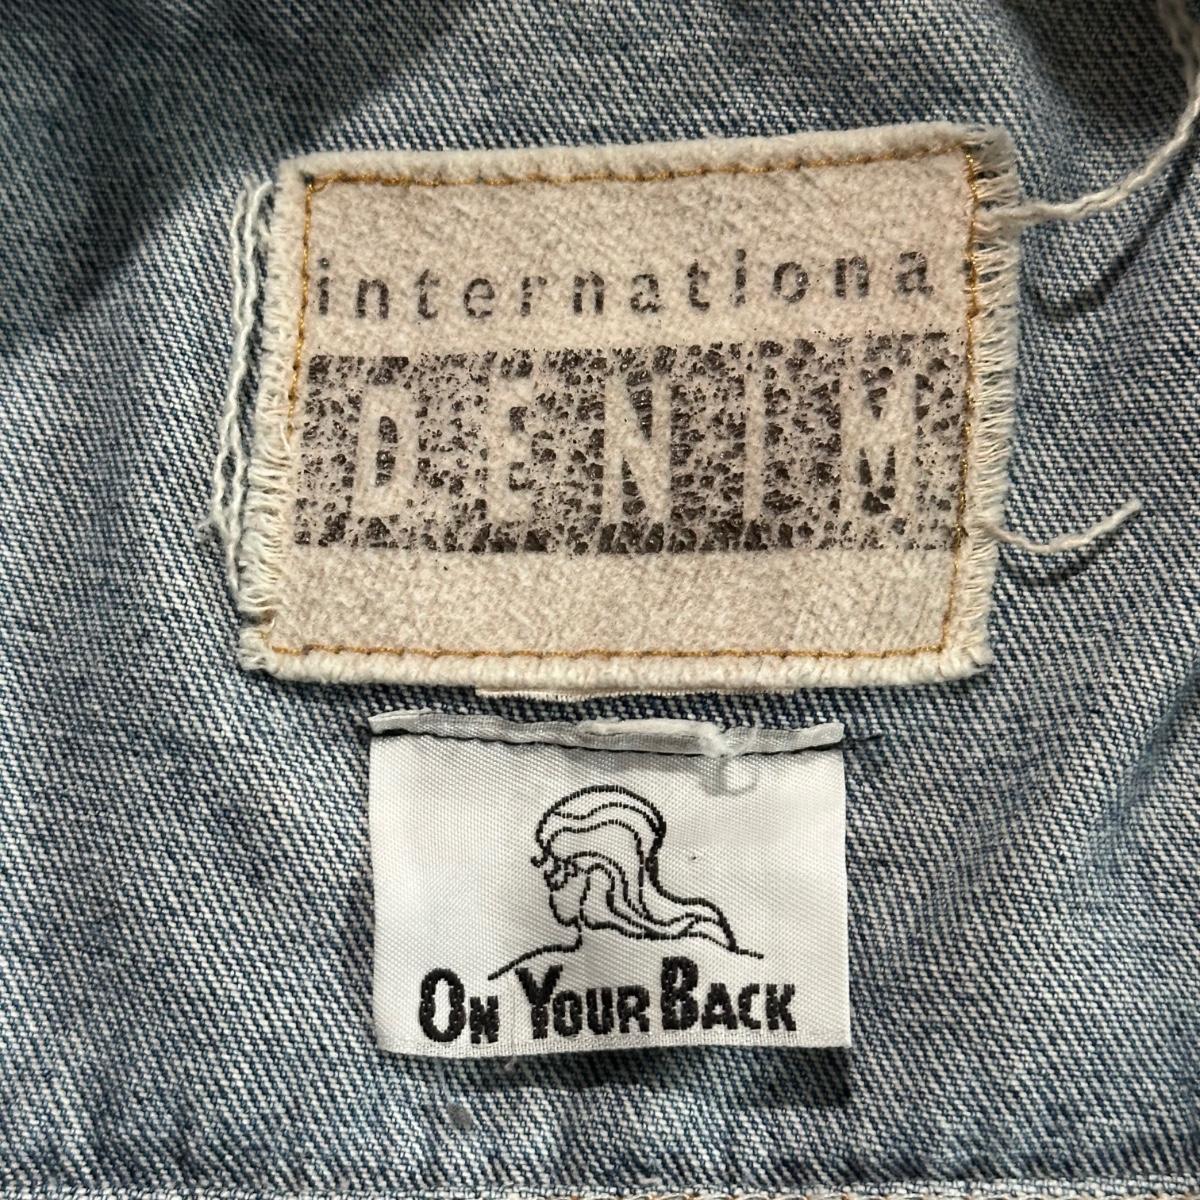 internationa
DENIM
ON YOUR BACK